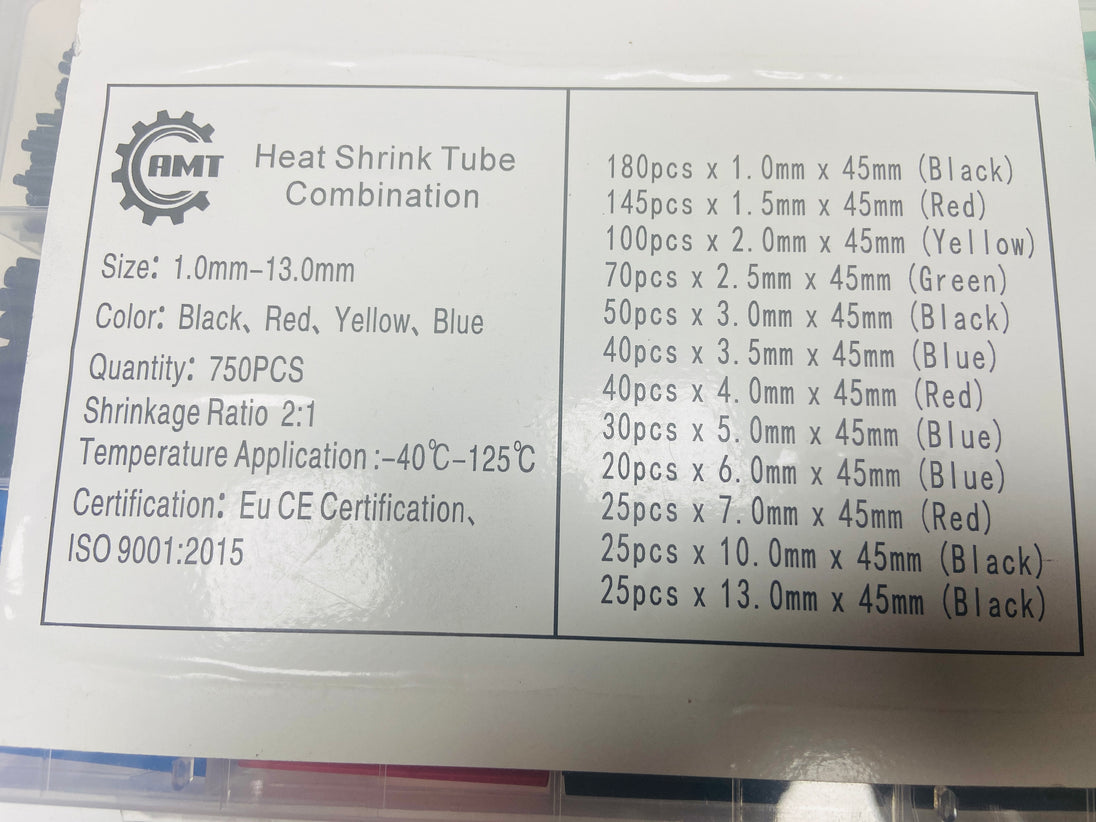 AMT
Heat Shrink Tube
Combination
Size: 1.0mm-13.0mm
Color: Black、Red、Yellow、Blue
Quantity: 750PCS
Shrinkage Ratio 2:1
Temperature Application :-40℃-125℃
Certification: Eu CE Certification、
ISO 9001:2015
180pcs x 1.0mm x 45mm (Black)
145pcs x 1.5mm x 45mm (Red)
100pcs x 2.0mm x 45mm (Yellow)
70pcs x 2.5mm x 45mm (Green)
50pcs x 3.0mm x 45mm (Black)
40pcs x 3.5mm x 45mm (Blue)
40pcs x 4.0mm x 45mm (Red)
30pcs x 5.0mm x 45mm (Blue)
20pcs x 6.0mm x 45mm (Blue)
25pcs x 7.0mm x 45mm (Red)
25pcs x 10.0mm x 45mm (Black)
25pcs x 13.0mm x 45mm (Black)